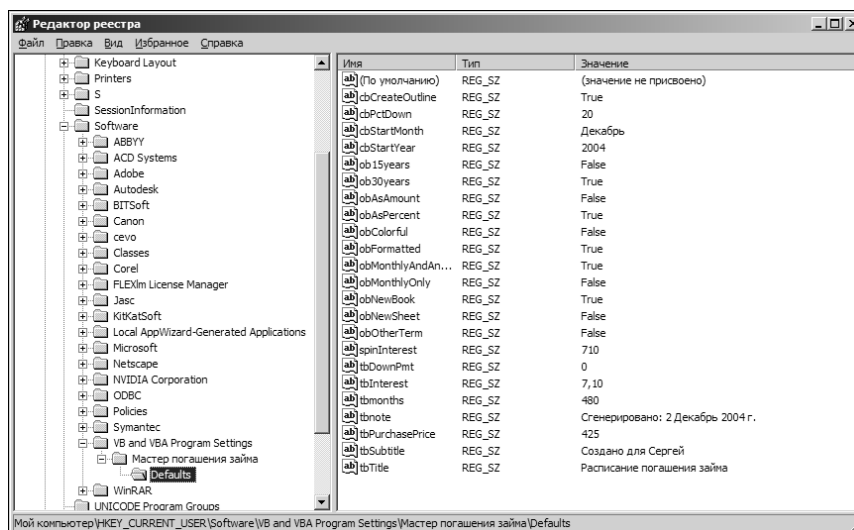 Редактор реестра
Файл Правка Вид Избранное Справка
Keyboard Layout
Printers
S
SessionInformation
Software
ABBYY
ACD Systems
Adobe
Autodesk
BITSoft
Canon
cevo
Classes
Corel
FLEXlm License Manager
Jasc
KitKatSoft
Local AppWizard-Generated Applications
Microsoft
Netscape
NVIDIA Corporation
ODBC
Policies
Symantec
VB and VBA Program Settings
Мастер погашения займа
Defaults
WinRAR
UNICODE Program Groups
Имя Тип Значение
(По умолчанию) REG_SZ (значение не присвоено)
cbCreateOutline REG_SZ True
cbPctDown REG_SZ 20
cbStartMonth REG_SZ Декабрь
cbStartYear REG_SZ 2004
ob15years REG_SZ False
ob30years REG_SZ True
obAsAmount REG_SZ False
obAsPercent REG_SZ True
obColorful REG_SZ False
obFormatted REG_SZ True
obMonthlyAndAn... REG_SZ True
obMonthlyOnly REG_SZ False
obNewBook REG_SZ True
obNewSheet REG_SZ False
obOtherTerm REG_SZ False
spinInterest REG_SZ 710
tbDownPmt REG_SZ 0
tbInterest REG_SZ 7,10
tbmonths REG_SZ 480
tbnote REG_SZ Сгенерировано: 2 Декабрь 2004 г.
tbPurchasePrice REG_SZ 425
tbSubtitle REG_SZ Создано для Сергей
tbTitle REG_SZ Расписание погашения займа
Мой компьютер\HKEY_CURRENT_USER\Software\VB and VBA Program Settings\Мастер погашения займа\Defaults